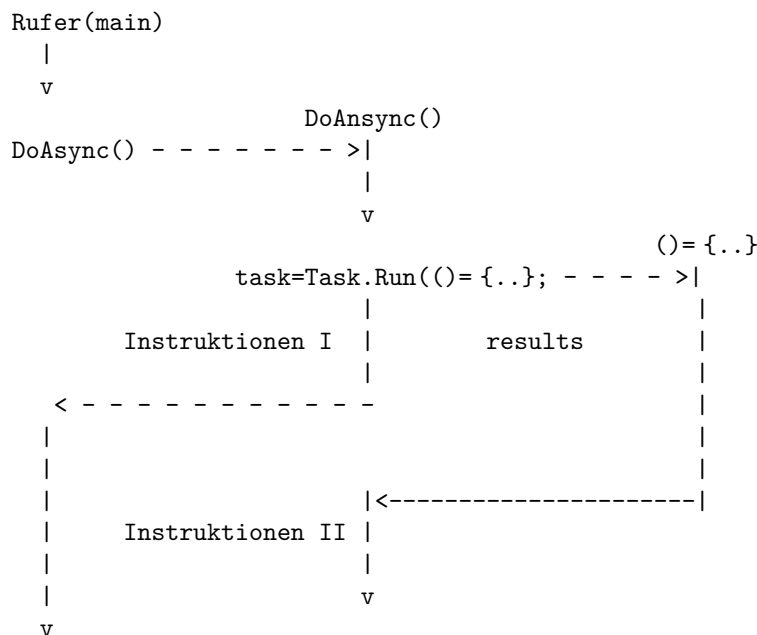 Rufer(main)
|
v
DoAnsync()
DoAsync() - - - - - - - >|
|
v
()= {..}
task=Task.Run(()= {..}; - - - - >|
| |
Instruktionen I | results |
| |
< - - - - - - - - - - - |
| |
| |
| |<----------------------|
| Instruktionen II |
| |
| v
v